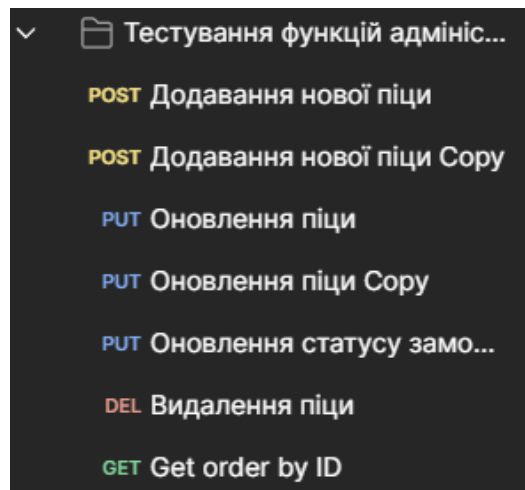 Тестування функцій адмініс...
POST Додавання нової піци
POST Додавання нової піци Copy
PUT Оновлення піци
PUT Оновлення піци Copy
PUT Оновлення статусу замо...
DEL Видалення піци
GET Get order by ID